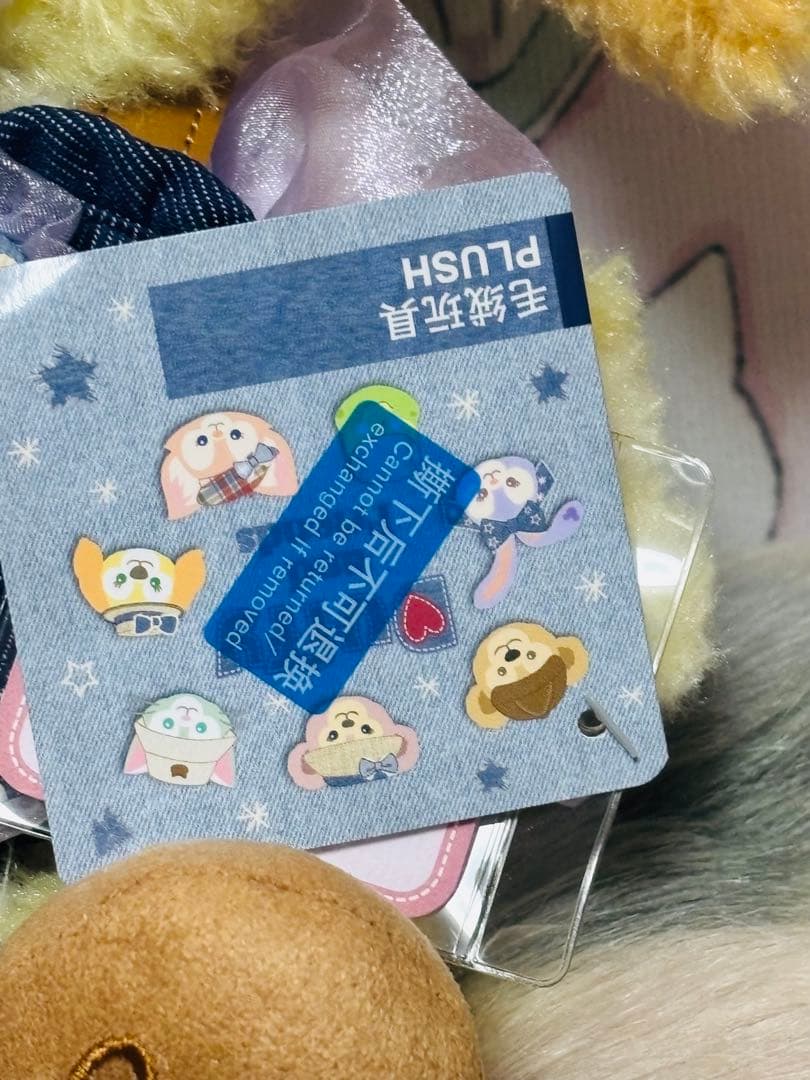 毛绒玩具
PLUSH
撕下后不可退换
Cannot be returned/
exchanged if removed